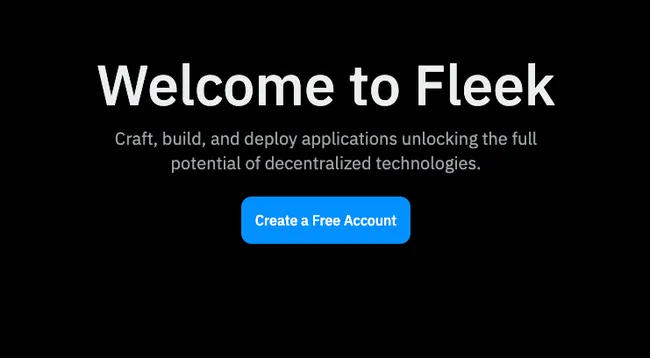 Welcome to Fleek
Craft, build, and deploy applications unlocking the full
potential of decentralized technologies.
Create a Free Account